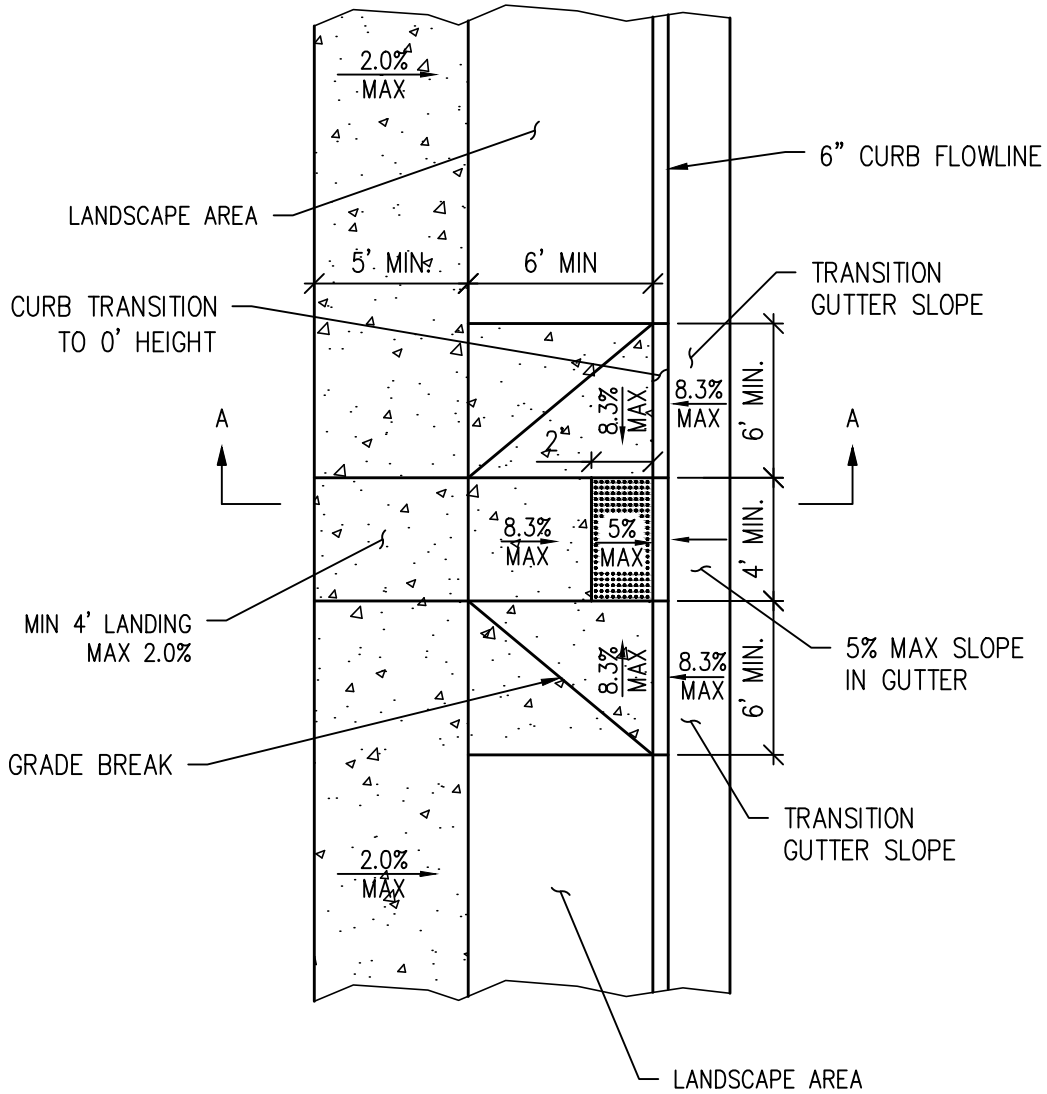 2.0%
MAX
6” CURB FLOWLINE
LANDSCAPE AREA
5' MIN.
6' MIN
TRANSITION
GUTTER SLOPE
CURB TRANSITION
TO 0' HEIGHT
8.3%
MAX
8.3%
MAX
6' MIN.
A
A
2'
8.3%
MAX
5%
MAX
4' MIN.
MIN 4' LANDING
MAX 2.0%
5% MAX SLOPE
IN GUTTER
8.3%
MAX
8.3%
MAX
6' MIN.
GRADE BREAK
TRANSITION
GUTTER SLOPE
2.0%
MAX
LANDSCAPE AREA